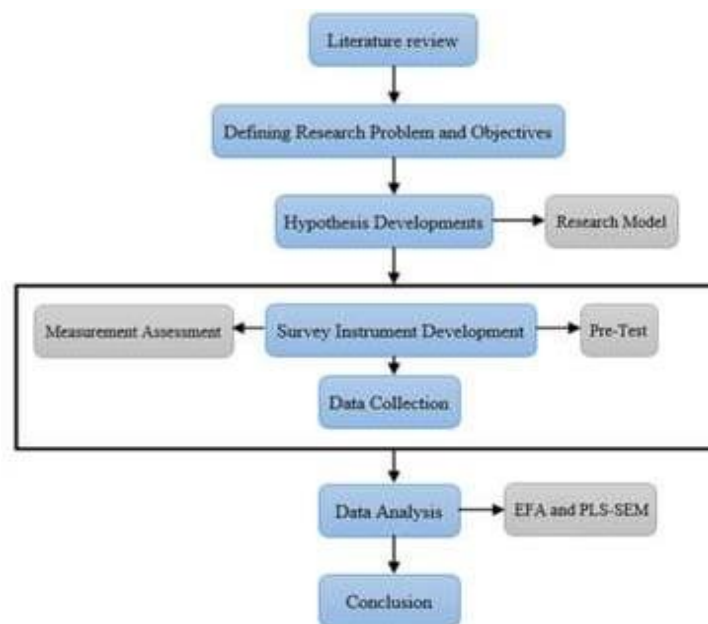 Literature review
Defining Research Problem and Objectives
Hypothesis Developments
Research Model
Measurement Assessment
Survey Instrument Development
Pre-Test
Data Collection
Data Analysis
EFA and PLS-SEM
Conclusion